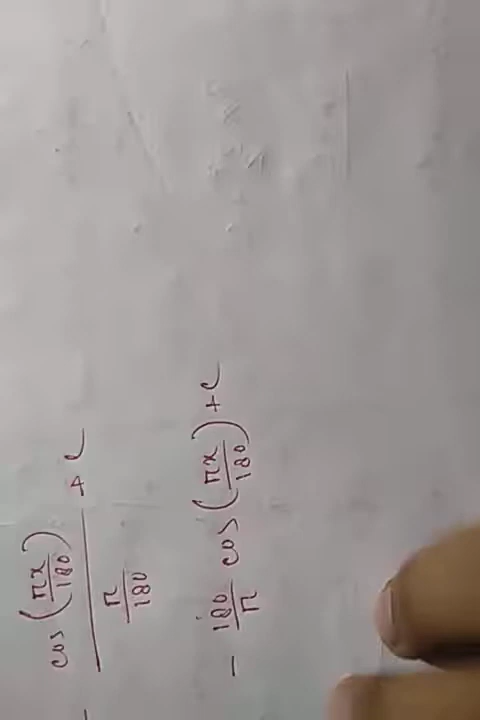 - cos(πx/180)/(π/180) + c
- 180/π cos(πx/180) + c